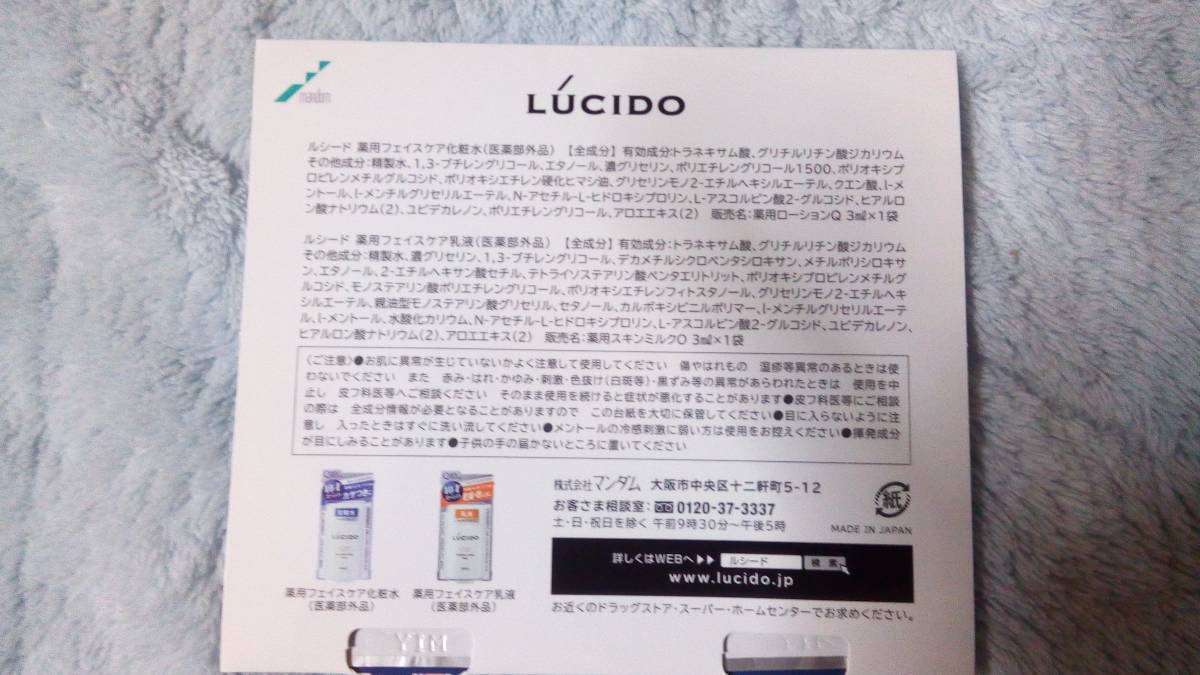 mandom
LÚCIDO
ルシード 薬用フェイスケア化粧水(医薬部外品) 【全成分】 有効成分:トラネキサム酸、グリチルリチン酸ジカリウム
その他成分:精製水、1,3-ブチレングリコール、エタノール、濃グリセリン、ポリエチレングリコール1500、ポリオキシプ
ロピレンメチルグルコシド、ポリオキシエチレン硬化ヒマシ油、グリセリンモノ2-エチルヘキシルエーテル、クエン酸、l-メ
ントール、l-メンチルグリセリルエーテル、N-アセチル-L-ヒドロキシプロリン、L-アスコルビン酸2-グルコシド、ヒアルロ
ン酸ナトリウム(2)、ユビデカレノン、ポリエチレングリコール、アロエエキス(2) 販売名:薬用ローションQ 3㎖×1袋
ルシード 薬用フェイスケア乳液(医薬部外品) 【全成分】 有効成分:トラネキサム酸、グリチルリチン酸ジカリウム
その他成分:精製水、濃グリセリン、1,3-ブチレングリコール、デカメチルシクロペンタシロキサン、メチルポリシロキサ
ン、エタノール、2-エチルヘキサン酸セチル、テトライソステアリン酸ペンタエリトリット、ポリオキシプロピレンメチルグ
ルコシド、モノステアリン酸ポリエチレングリコール、ポリオキシエチレンフィトスタノール、グリセリンモノ2-エチルヘキ
シルエーテル、親油型モノステアリン酸グリセリル、セタノール、カルボキシビニルポリマー、l-メンチルグリセリルエーテ
ル、l-メントール、水酸化カリウム、N-アセチル-L-ヒドロキシプロリン、L-アスコルビン酸2-グルコシド、ユビデカレノン、
ヒアルロン酸ナトリウム(2)、アロエエキス(2) 販売名:薬用スキンミルクO 3㎖×1袋
〈ご注意〉●お肌に異常が生じていないかよく注意して使用してください 傷やはれもの 湿疹等異常のあるときは使
わないでください また 赤み・はれ・かゆみ・刺激・色抜け(白斑等)・黒ずみ等の異常があらわれたときは 使用を中
止し 皮フ科医等へご相談ください そのまま使用を続けると症状が悪化することがあります●皮フ科医等にご相談
の際は 全成分情報が必要となることがありますので この台紙を大切に保管してください●目に入らないように注
意し 入ったときはすぐに洗い流してください●メントールの冷感刺激に弱い方は使用をお控えください●揮発成分
が目にしみることがあります●子供の手の届かないところに置いてください
化粧水
LÚCIDO
乳液
LÚCIDO
薬用フェイスケア化粧水
(医薬部外品)
薬用フェイスケア乳液
(医薬部外品)
株式会社 マンダム 大阪市中央区十二軒町5-12
お客さま相談室: 0120-37-3337
土・日・祝日を除く 午前9時30分〜午後5時
紙
MADE IN JAPAN
詳しくはWEBへ ▶▶ ルシード 検索
www.lucido.jp
お近くのドラッグストア・スーパー・ホームセンターでお求めください。